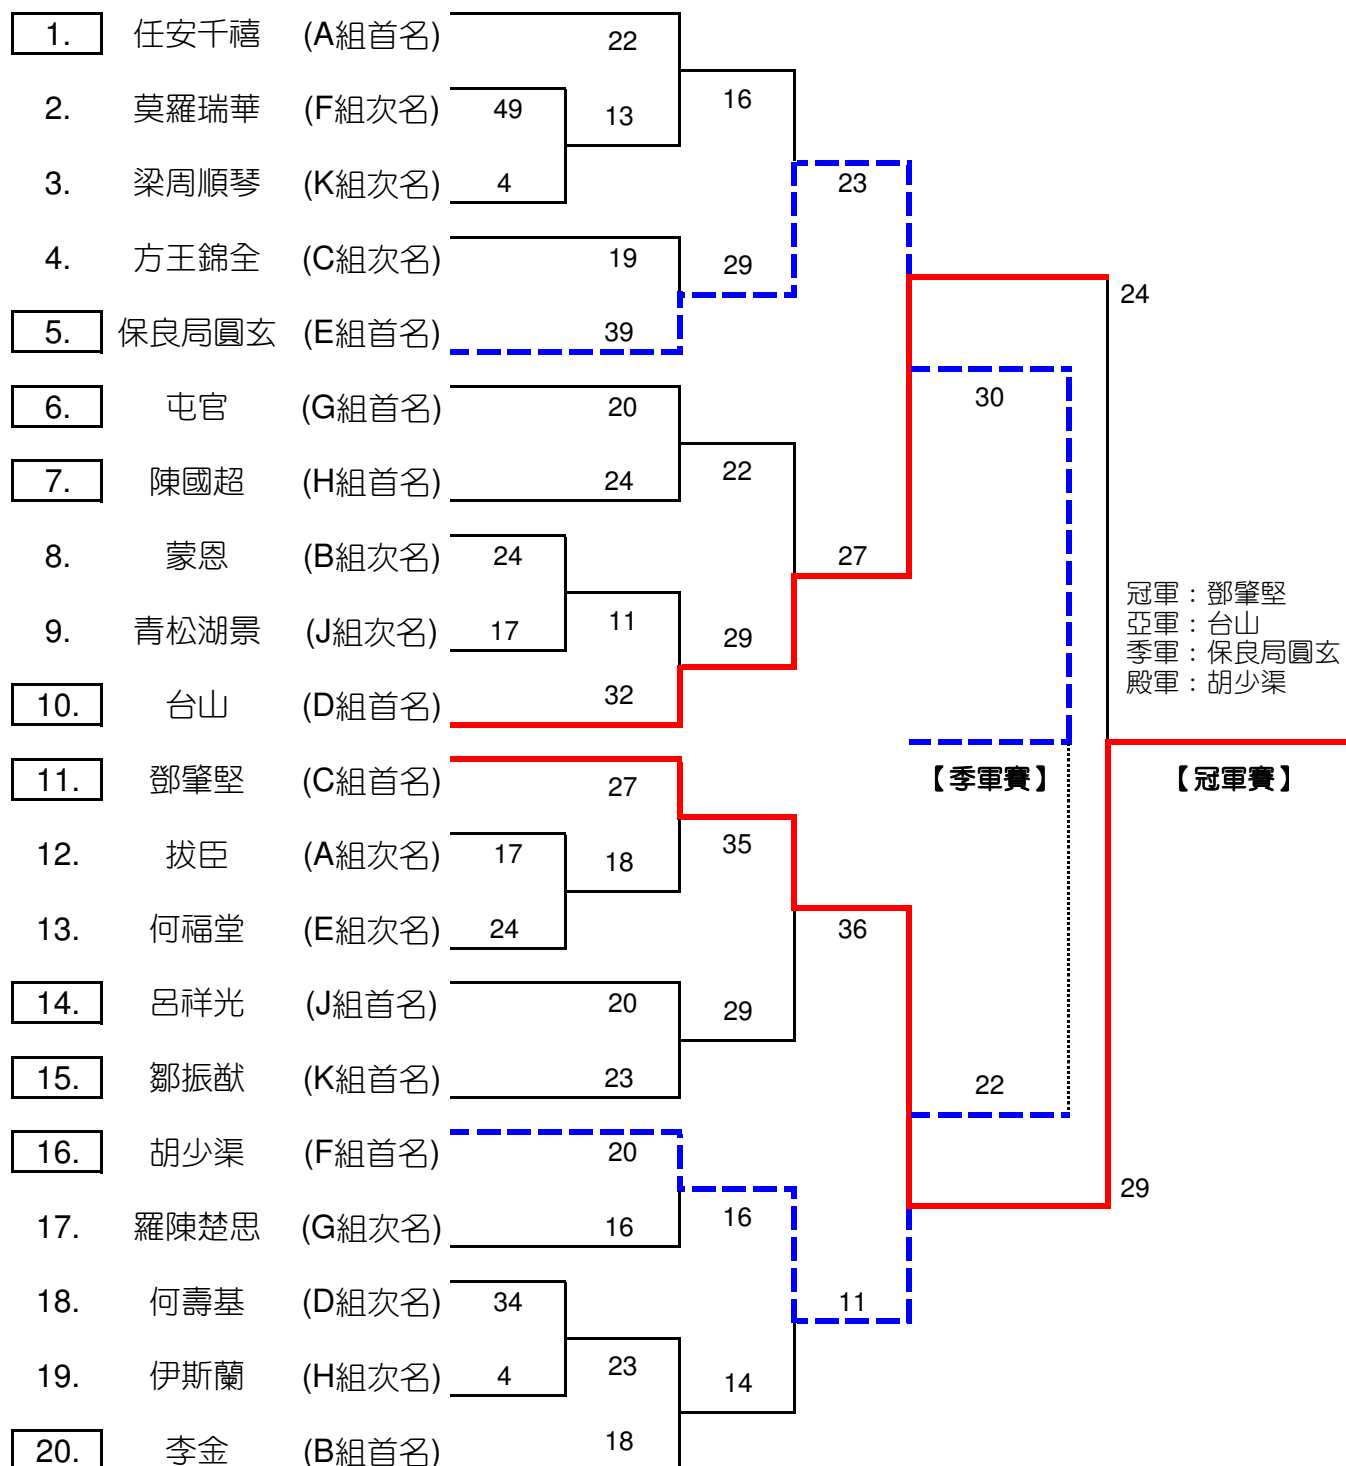 1. 任安千禧 (A組首名) 22
2. 莫羅瑞華 (F組次名) 49 13 16
3. 梁周順琴 (K組次名) 4 23
4. 方王錦全 (C組次名) 19 29
24
5. 保良局圓玄 (E組首名) 39
6. 屯官 (G組首名) 20 30
7. 陳國超 (H組首名) 24 22
8. 蒙恩 (B組次名) 24 27
9. 青松湖景 (J組次名) 17 11 29
冠軍：鄧肇堅
亞軍：台山
季軍：保良局圓玄
殿軍：胡少渠
10. 台山 (D組首名) 32
11. 鄧肇堅 (C組首名) 27 【季軍賽】 【冠軍賽】
12. 拔臣 (A組次名) 17 18 35
13. 何福堂 (E組次名) 24 36
14. 呂祥光 (J組首名) 20 29
15. 鄒振猷 (K組首名) 23 22
16. 胡少渠 (F組首名) 20
29
17. 羅陳楚思 (G組次名) 16 16
18. 何壽基 (D組次名) 34 11
19. 伊斯蘭 (H組次名) 4 23 14
20. 李金 (B組首名) 18